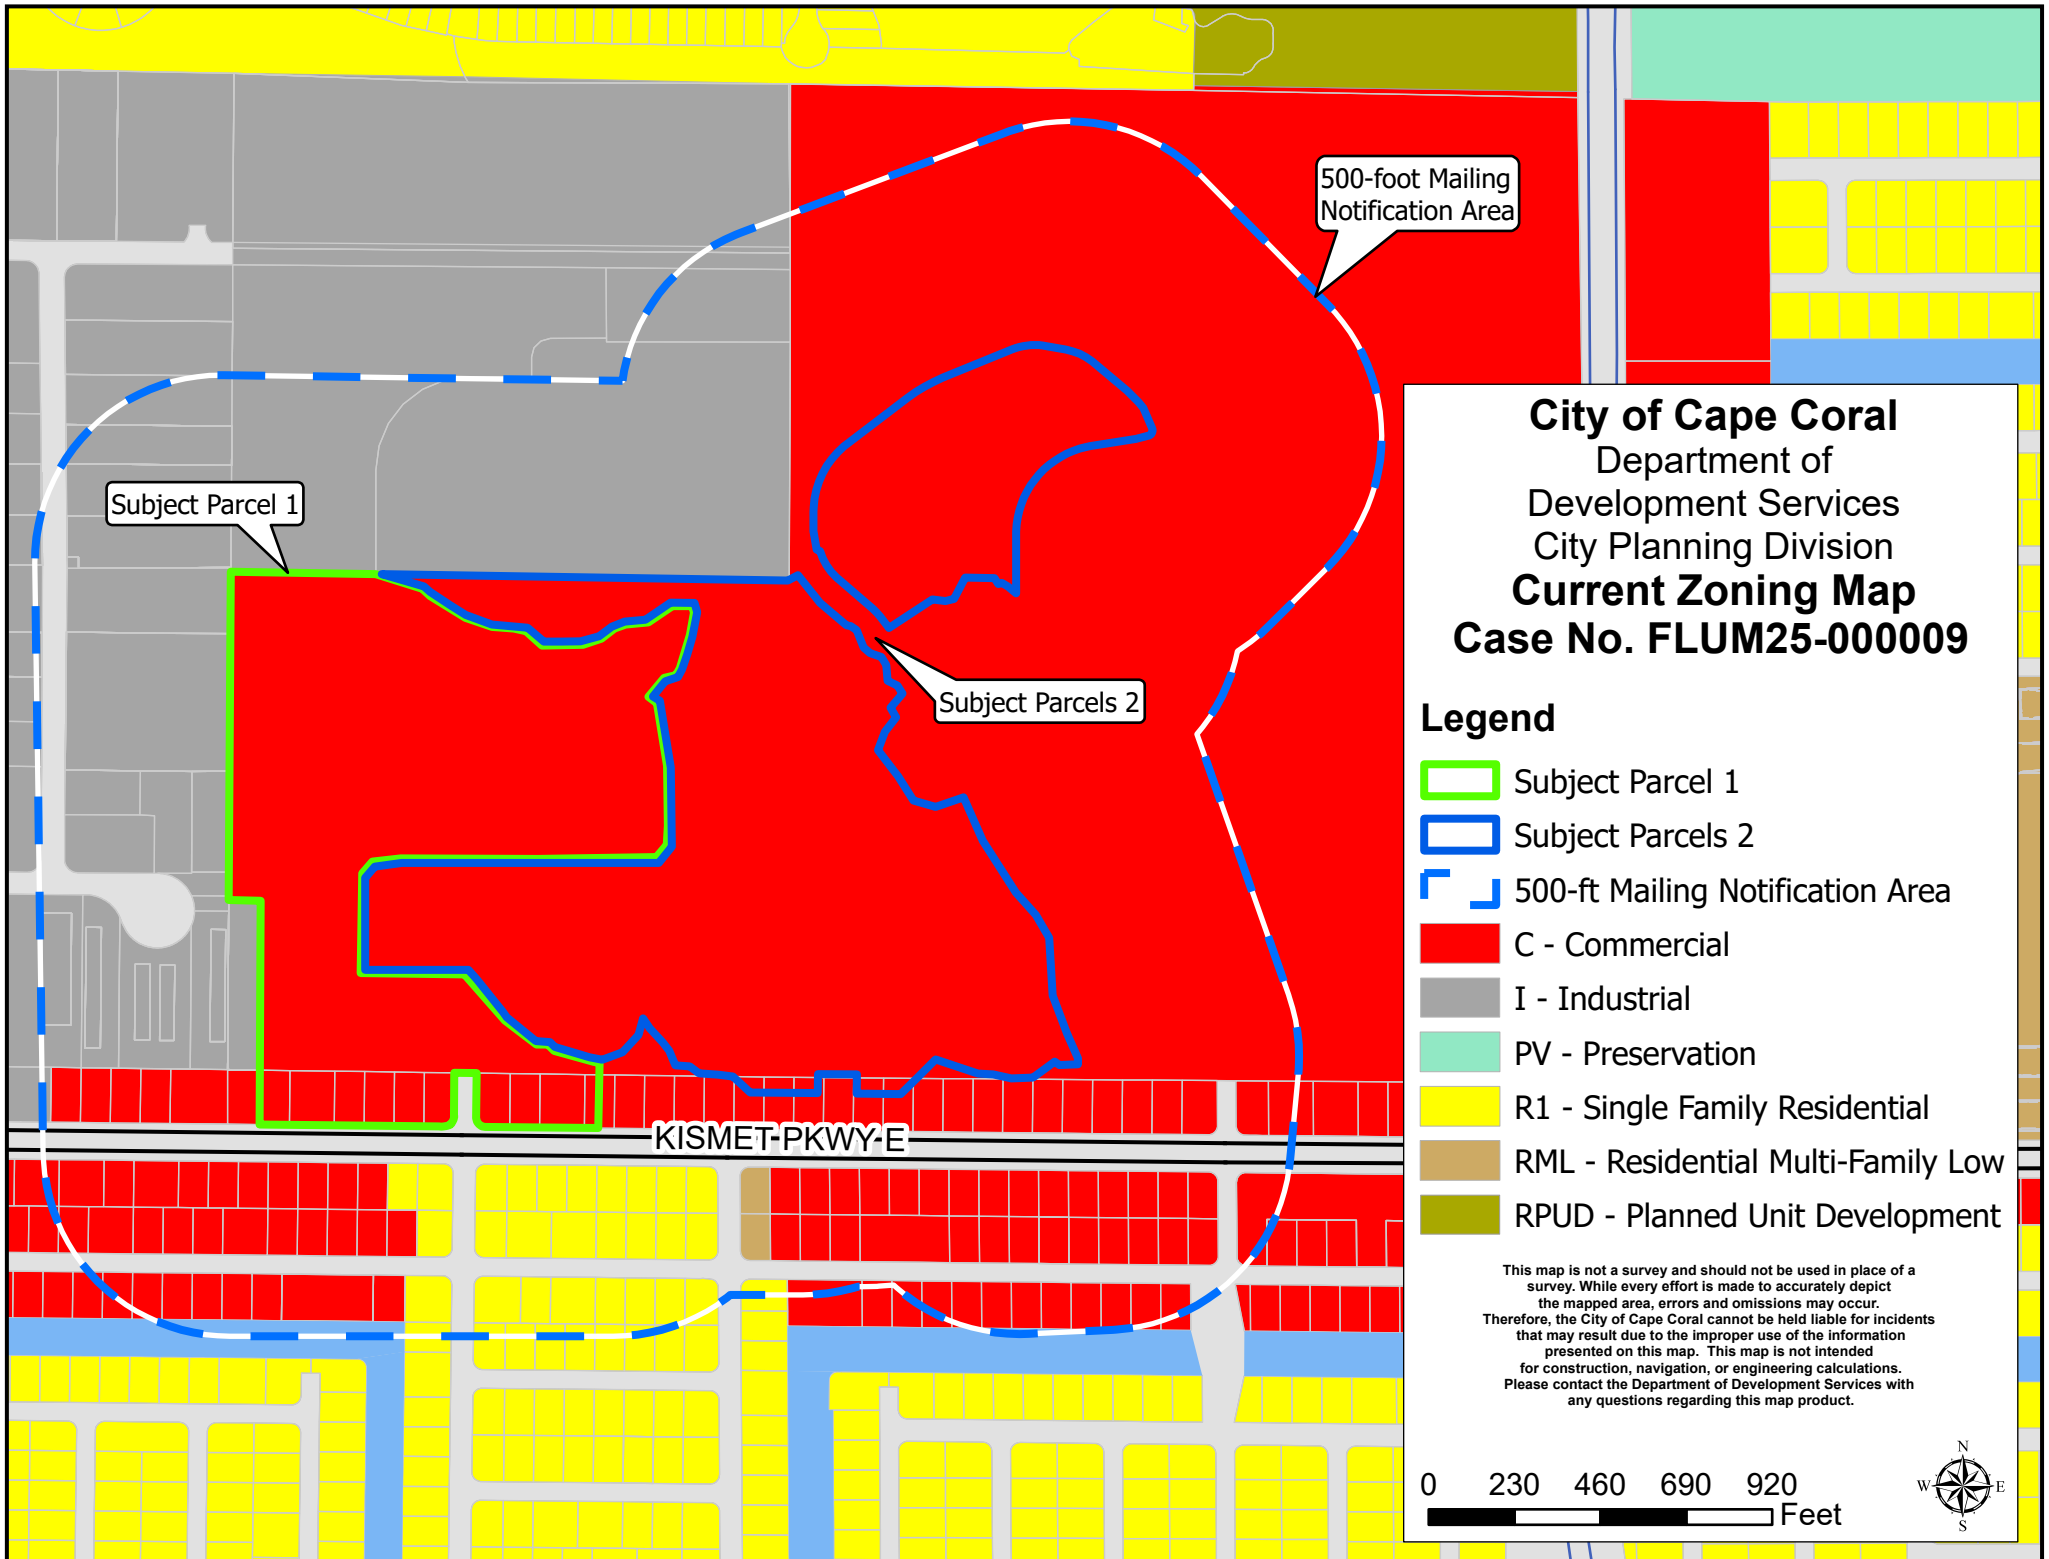 500-foot Mailing
Notification Area
Subject Parcel 1
Subject Parcels 2
KISMET PKWY E
City of Cape Coral
Department of
Development Services
City Planning Division
Current Zoning Map
Case No. FLUM25-000009
Legend
Subject Parcel 1
Subject Parcels 2
500-ft Mailing Notification Area
C - Commercial
I - Industrial
PV - Preservation
R1 - Single Family Residential
RML - Residential Multi-Family Low
RPUD - Planned Unit Development
This map is not a survey and should not be used in place of a
survey. While every effort is made to accurately depict
the mapped area, errors and omissions may occur.
Therefore, the City of Cape Coral cannot be held liable for incidents
that may result due to the improper use of the information
presented on this map. This map is not intended
for construction, navigation, or engineering calculations.
Please contact the Department of Development Services with
any questions regarding this map product.
0 230 460 690 920
Feet
N
W E
S